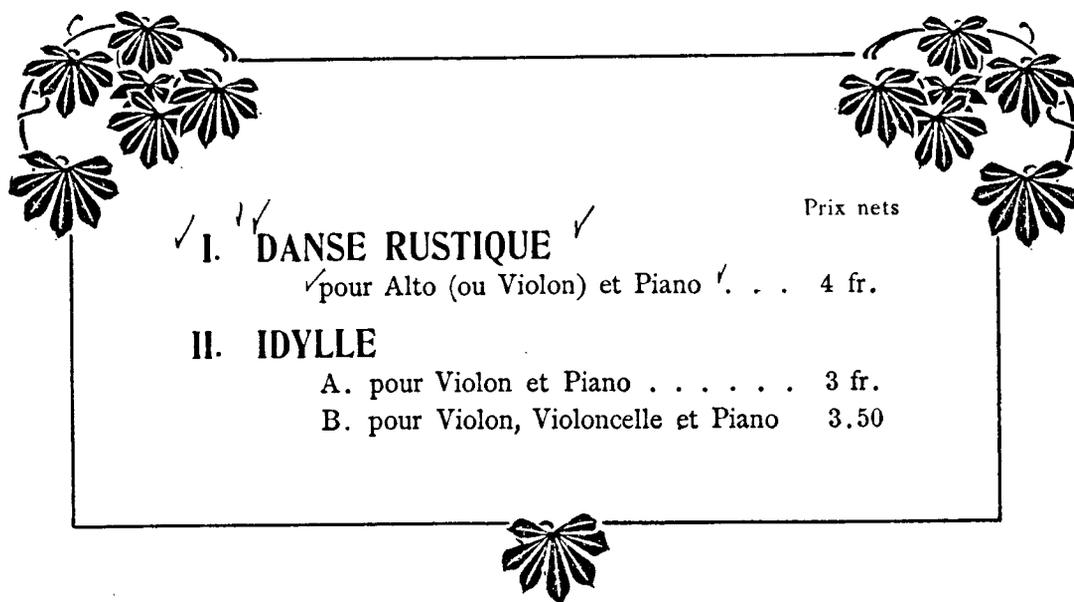 Prix nets
I. DANSE RUSTIQUE
pour Alto (ou Violon) et Piano . . . 4 fr.
II. IDYLLE
A. pour Violon et Piano . . . . . . 3 fr.
B. pour Violon, Violoncelle et Piano 3.50